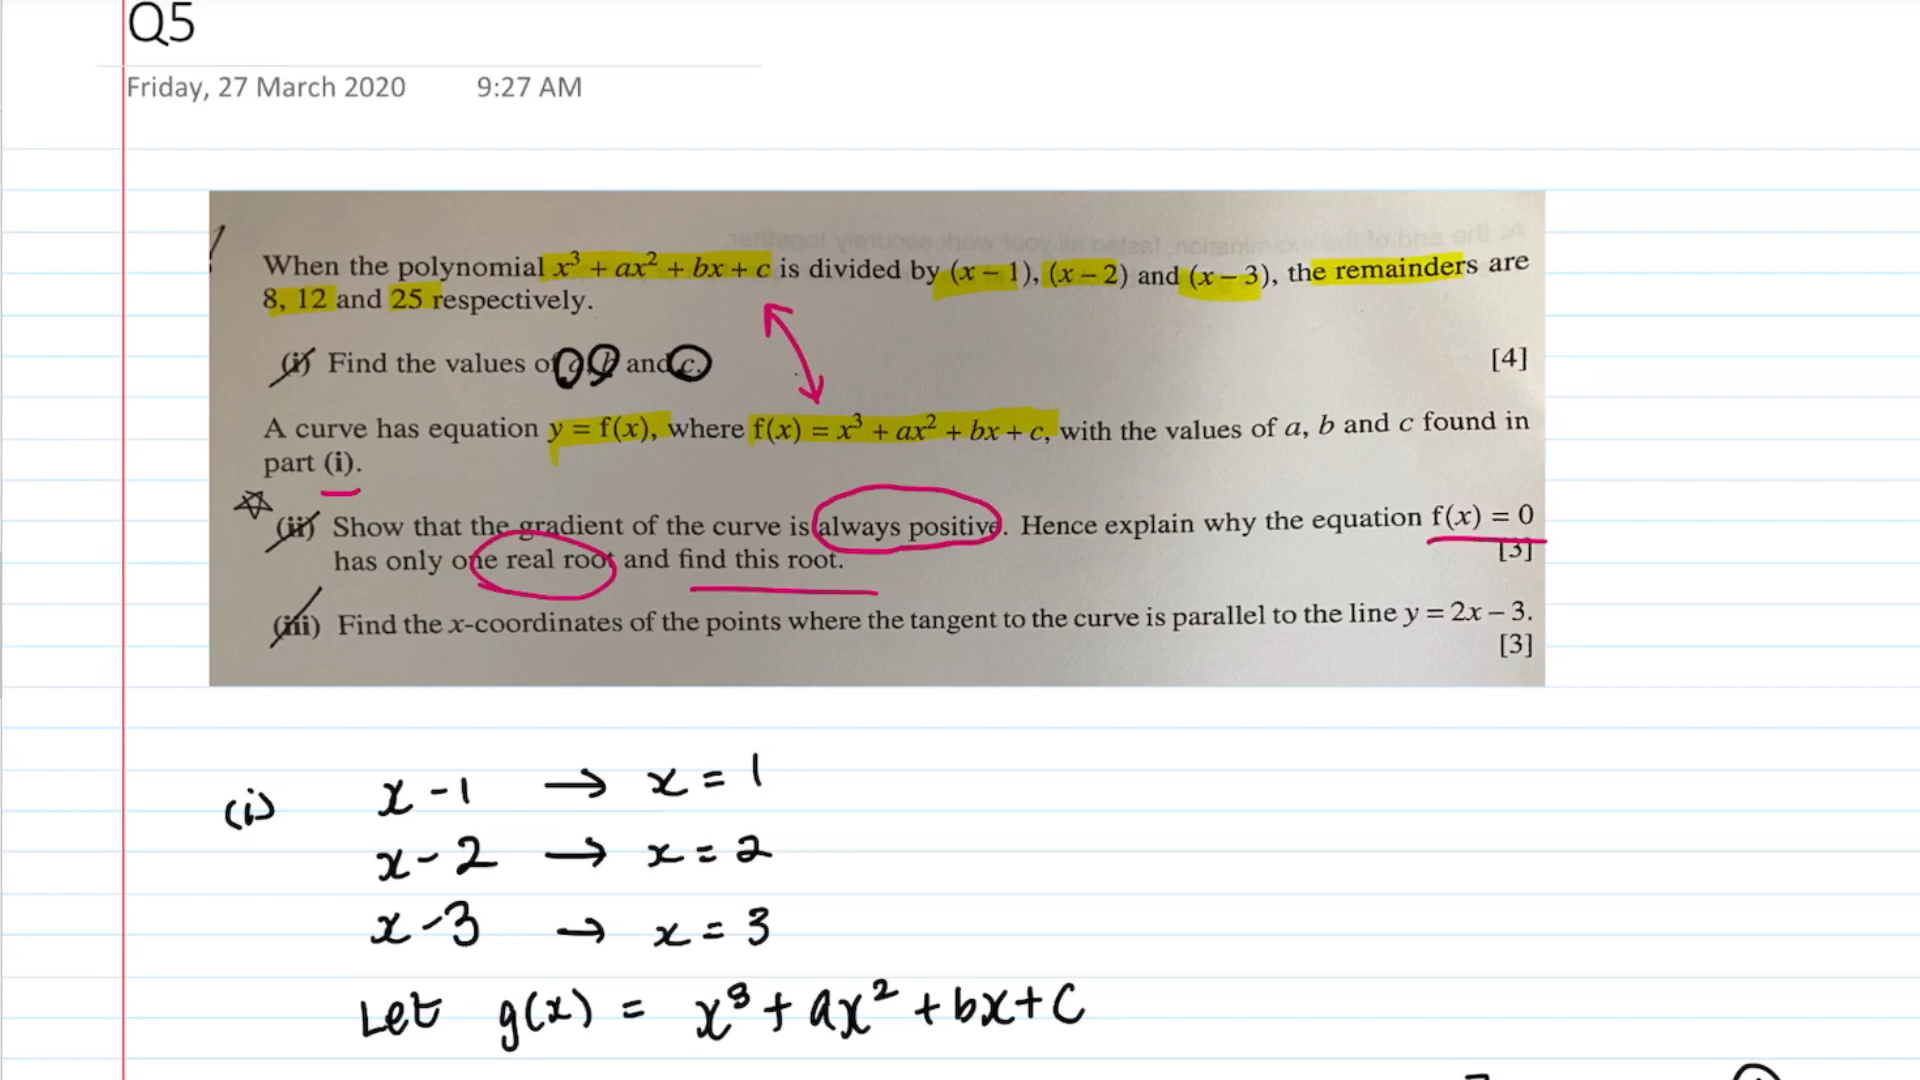 Q5
Friday, 27 March 2020 9:27 AM
When the polynomial x³ + ax² + bx + c is divided by (x – 1), (x – 2) and (x – 3), the remainders are
8, 12 and 25 respectively.
(i) Find the values of a, b and c. [4]
A curve has equation y = f(x), where f(x) = x³ + ax² + bx + c, with the values of a, b and c found in
part (i).
(ii) Show that the gradient of the curve is always positive. Hence explain why the equation f(x) = 0
has only one real root and find this root. [3]
(iii) Find the x-coordinates of the points where the tangent to the curve is parallel to the line y = 2x – 3.
[3]
(i) x - 1 → x = 1
x - 2 → x = 2
x - 3 → x = 3
Let g(x) = x³ + ax² + bx + c